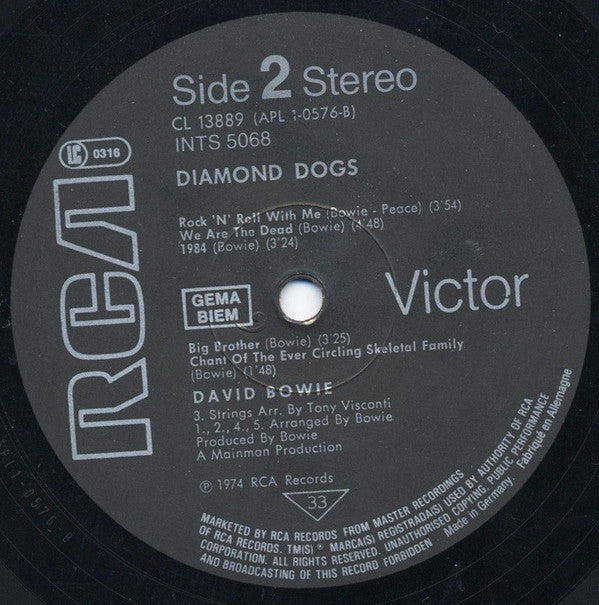 Side 2 Stereo
CL 13889 (APL 1-0576-B)
INTS 5068
LC 0316
RCA
DIAMOND DOGS
Rock 'N' Roll With Me (Bowie - Peace) (3'54)
We Are The Dead (Bowie) (4'48)
1984 (Bowie) (3'24)
GEMA
BIEM
Victor
Big Brother (Bowie) (3'25)
Chant Of The Ever Circling Skeletal Family
(Bowie) (1'48)
DAVID BOWIE
3. Strings Arr. By Tony Visconti
1., 2., 4., 5. Arranged By Bowie
Produced By Bowie
A Mainman Production
℗ 1974 RCA Records
33
MARKETED BY RCA RECORDS FROM MASTER RECORDINGS
OF RCA RECORDS. TM(S) ® MARCA(S) REGISTRADA(S) USED BY AUTHORITY OF RCA
CORPORATION. ALL RIGHTS RESERVED. UNAUTHORISED COPYING, PUBLIC PERFORMANCE
AND BROADCASTING OF THIS RECORD FORBIDDEN
Made in Germany.
Fabriqué en Allemagne
APL1-0576 B